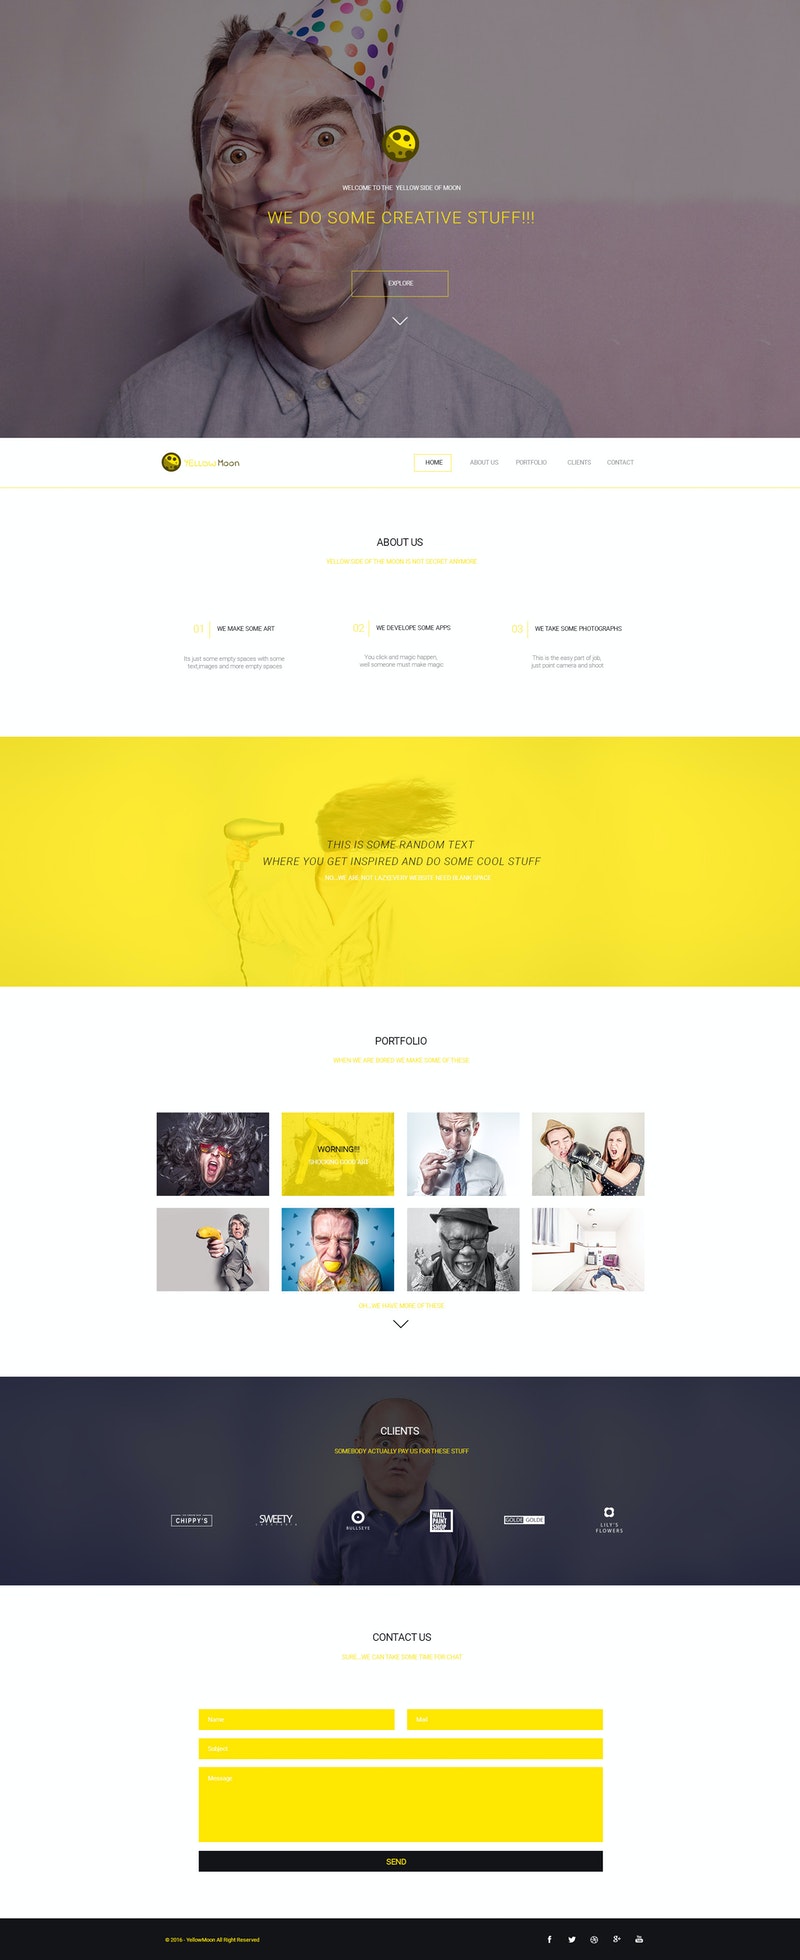 WELCOME TO THE YELLOW SIDE OF MOON
WE DO SOME CREATIVE STUFF!!!
EXPLORE
YELLOW Moon
HOME
ABOUT US
PORTFOLIO
CLIENTS
CONTACT
ABOUT US
YELLOW SIDE OF THE MOON IS NOT SECRET ANYMORE
01 WE MAKE SOME ART
Its just some empty spaces with some
text,images and more empty spaces
02 WE DEVELOPE SOME APPS
You click and magic happen,
well someone must make magic
03 WE TAKE SOME PHOTOGRAPHS
This is the easy part of job,
just point camera and shoot
THIS IS SOME RANDOM TEXT
WHERE YOU GET INSPIRED AND DO SOME COOL STUFF
NO...WE ARE NOT LAZY,EVERY WEBSITE NEED BLANK SPACE
PORTFOLIO
WHEN WE ARE BORED WE MAKE SOME OF THESE
WORNING!!!
SHOCKING GOOD ART
OH...WE HAVE MORE OF THESE
CLIENTS
SOMEBODY ACTUALLY PAY US FOR THESE STUFF
CHIPPY'S
SWEETY
BULLSEYE
WALL
PAINT
SHOP
GOLDE GOLDE
LILY'S
FLOWERS
CONTACT US
SURE...WE CAN TAKE SOME TIME FOR CHAT
Name
Mail
Subject
Message
SEND
© 2016 - YellowMoon All Right Reserved